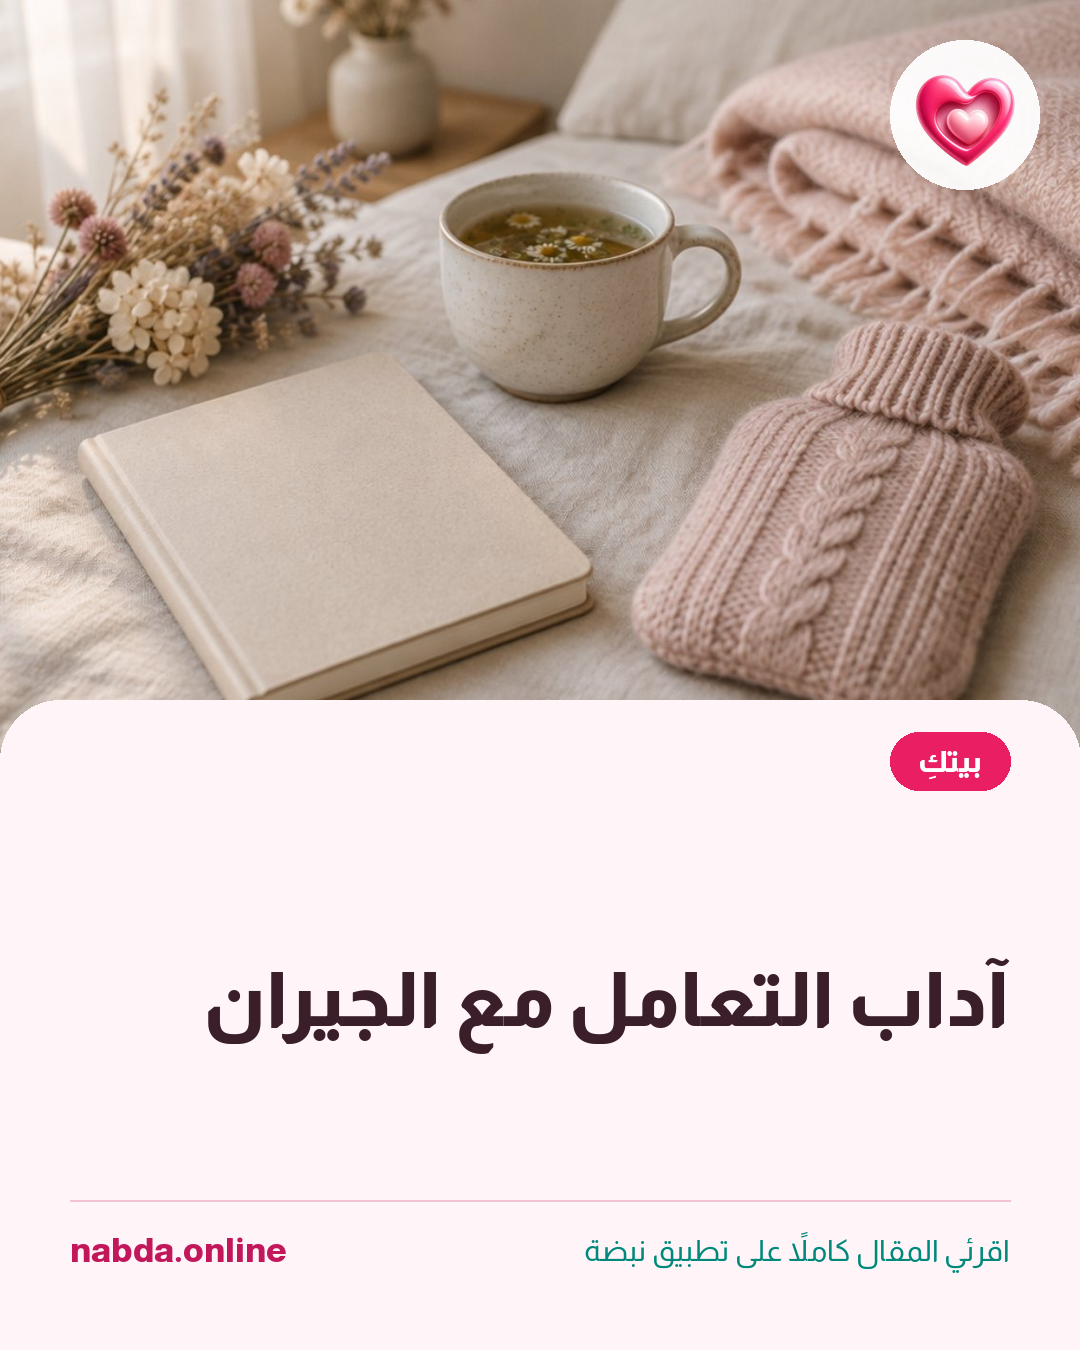 بيتكِ
آداب التعامل مع الجيران
اقرئي المقال كاملًا على تطبيق نبضة
nabda.online